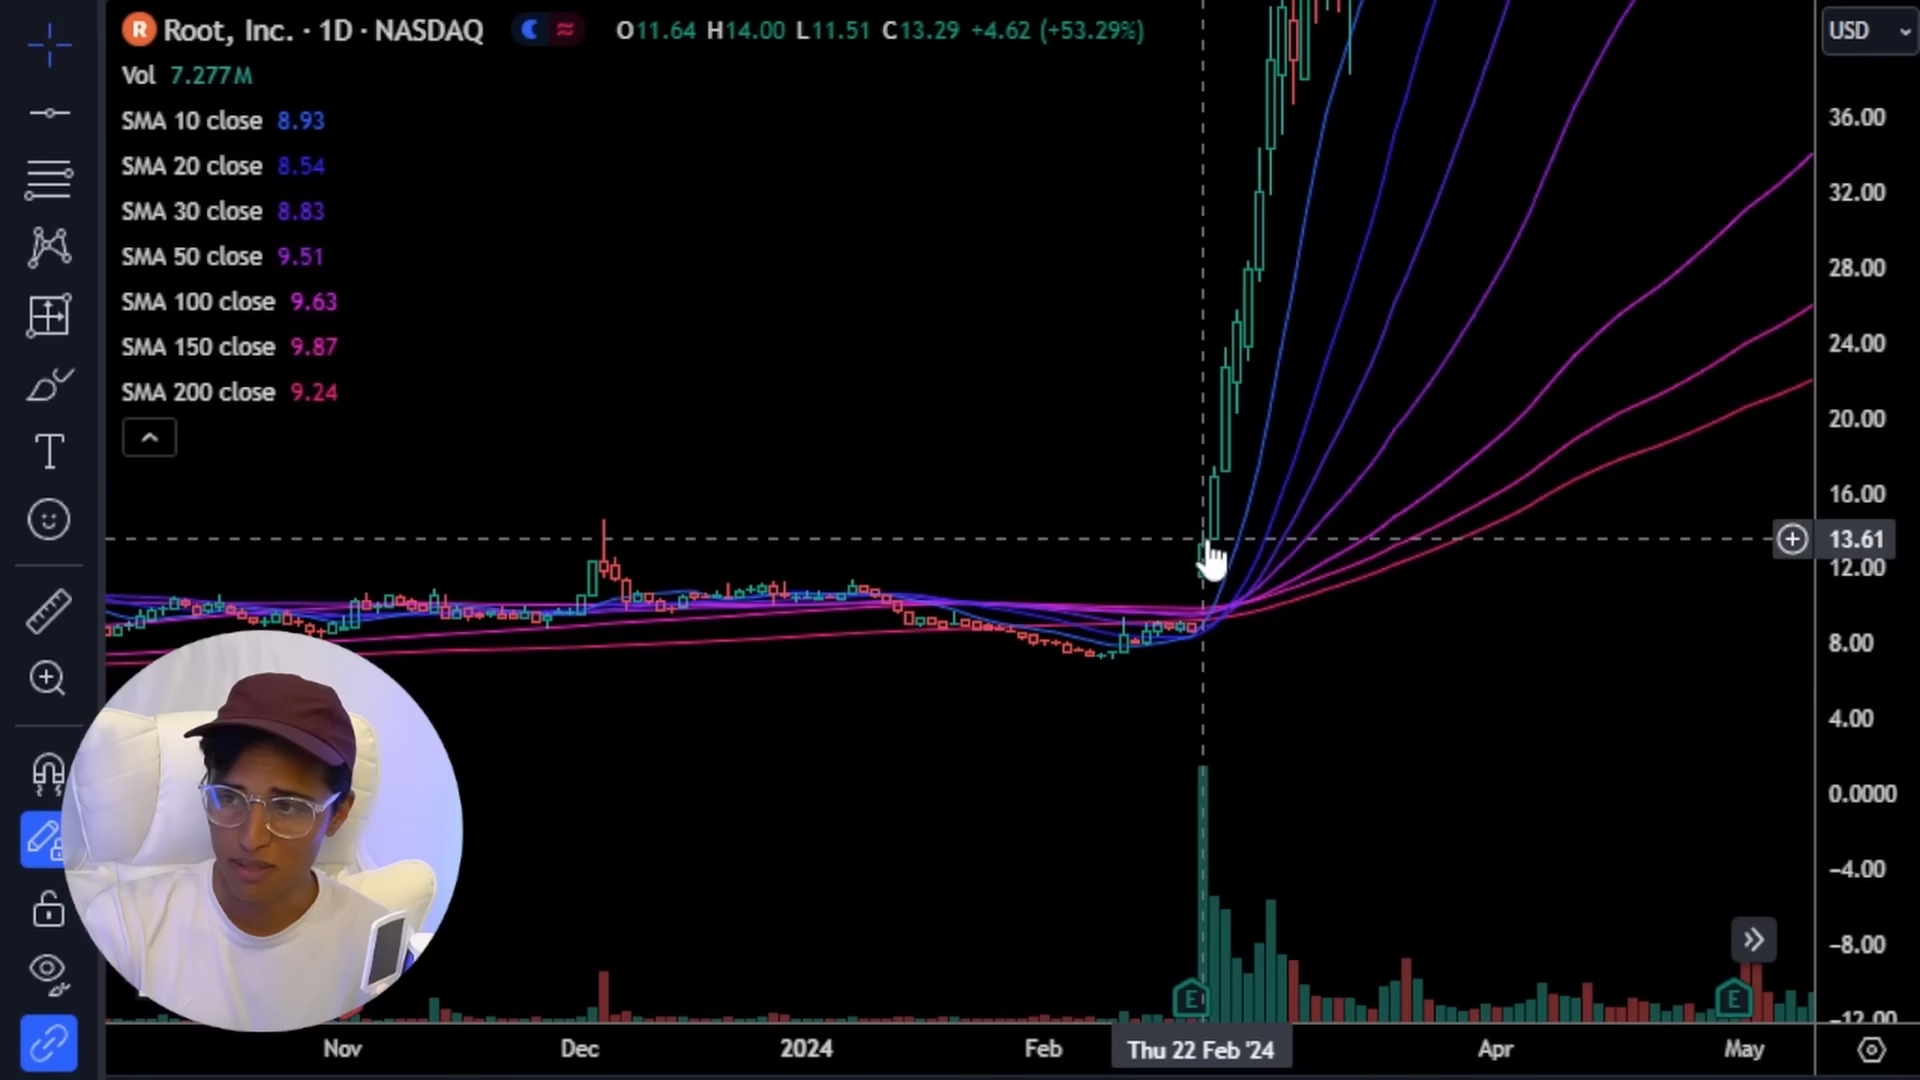 R Root, Inc. · 1D · NASDAQ O11.64 H14.00 L11.51 C13.29 +4.62 (+53.29%)
USD
Vol 7.277M
SMA 10 close 8.93
SMA 20 close 8.54
SMA 30 close 8.83
SMA 50 close 9.51
SMA 100 close 9.63
SMA 150 close 9.87
SMA 200 close 9.24
36.00
32.00
28.00
24.00
20.00
16.00
13.61
12.00
8.00
4.00
0.0000
−4.00
−8.00
−12.00
E
E
Nov
Dec
2024
Feb
Thu 22 Feb '24
Apr
May